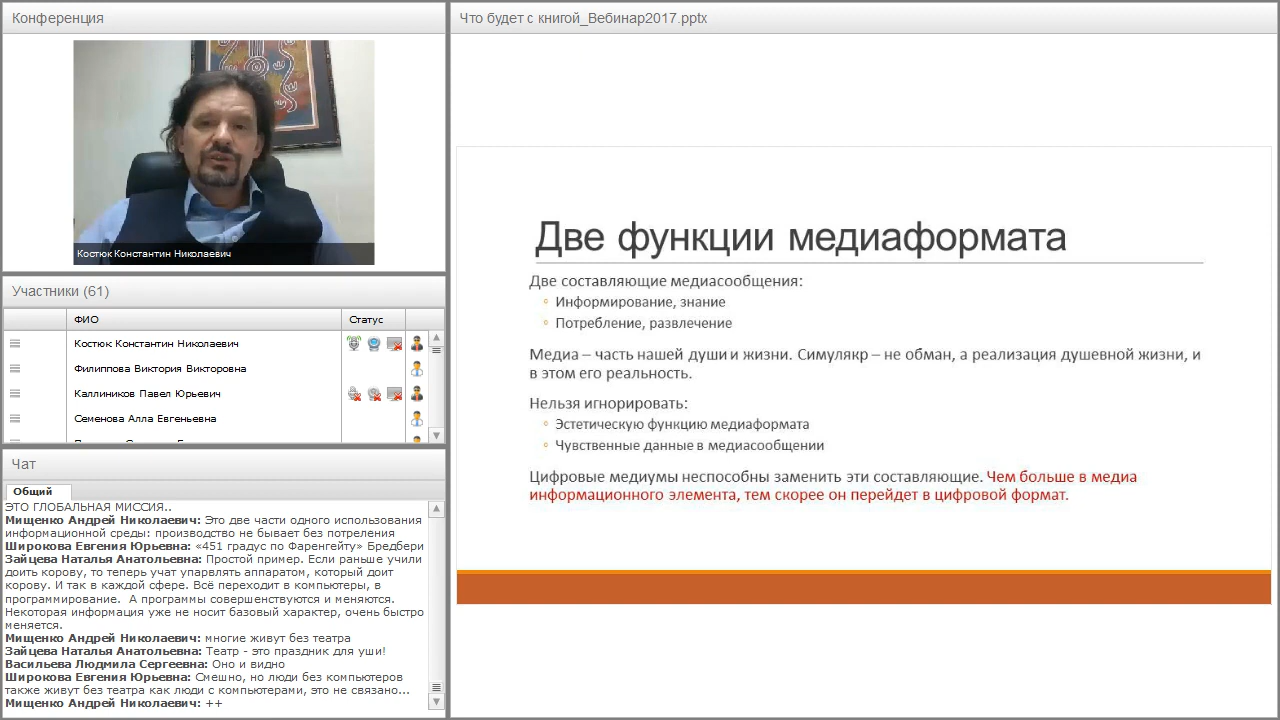 Конференция
Костюк Константин Николаевич
Участники (61)
ФИО
Статус
Костюк Константин Николаевич
Филиппова Виктория Викторовна
Каллиников Павел Юрьевич
Семенова Алла Евгеньевна
Чат
Общий
ЭТО ГЛОБАЛЬНАЯ МИССИЯ..
Мищенко Андрей Николаевич: Это две части одного использования
информационной среды: производство не бывает без потреления
Широкова Евгения Юрьевна: «451 градус по Фаренгейту» Бредбери
Зайцева Наталья Анатольевна: Простой пример. Если раньше учили
доить корову, то теперь учат упарвлять аппаратом, который доит
корову. И так в каждой сфере. Всё переходит в компьютеры, в
программирование. А программы совершенствуются и меняются.
Некоторая информация уже не носит базовый характер, очень быстро
меняется.
Мищенко Андрей Николаевич: многие живут без театра
Зайцева Наталья Анатольевна: Театр - это праздник для уши!
Васильева Людмила Сергеевна: Оно и видно
Широкова Евгения Юрьевна: Смешно, но люди без компьютеров
также живут без театра как люди с компьютерами, это не связано...
Мищенко Андрей Николаевич: ++
Что будет с книгой_Вебинар2017.pptx
Две функции медиаформата
Две составляющие медиасообщения:
Информирование, знание
Потребление, развлечение
Медиа – часть нашей души и жизни. Симулякр – не обман, а реализация душевной жизни, и
в этом его реальность.
Нельзя игнорировать:
Эстетическую функцию медиаформата
Чувственные данные в медиасообщении
Цифровые медиумы неспособны заменить эти составляющие. Чем больше в медиа
информационного элемента, тем скорее он перейдет в цифровой формат.